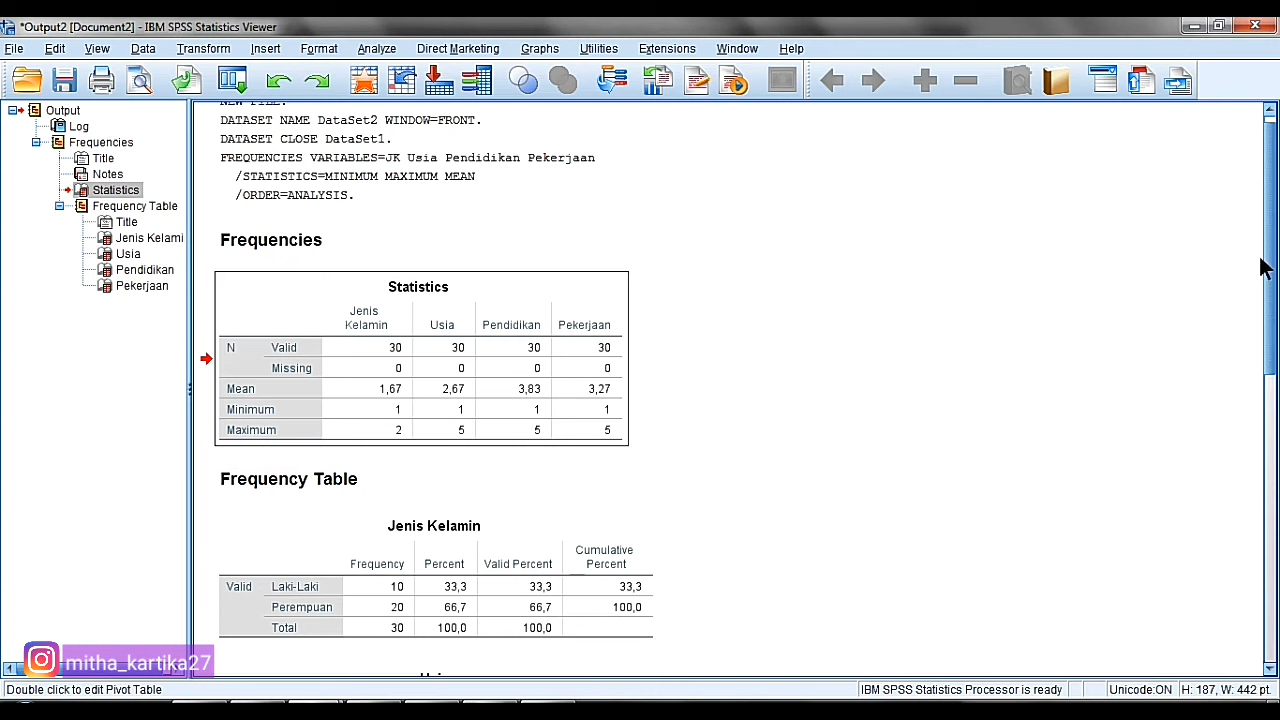 *Output2 [Document2] - IBM SPSS Statistics Viewer
File Edit View Data Transform Insert Format Analyze Direct Marketing Graphs Utilities Extensions Window Help
Output
Log
Frequencies
Title
Notes
Statistics
Frequency Table
Title
Jenis Kelami
Usia
Pendidikan
Pekerjaan
NEW FILE.
DATASET NAME DataSet2 WINDOW=FRONT.
DATASET CLOSE DataSet1.
FREQUENCIES VARIABLES=JK Usia Pendidikan Pekerjaan
/STATISTICS=MINIMUM MAXIMUM MEAN
/ORDER=ANALYSIS.
Frequencies
Statistics
Jenis
Kelamin Usia Pendidikan Pekerjaan
N Valid 30 30 30 30
Missing 0 0 0 0
Mean 1,67 2,67 3,83 3,27
Minimum 1 1 1 1
Maximum 2 5 5 5
Frequency Table
Jenis Kelamin
Cumulative
Frequency Percent Valid Percent Percent
Valid Laki-Laki 10 33,3 33,3 33,3
Perempuan 20 66,7 66,7 100,0
Total 30 100,0 100,0
mitha_kartika27
Double click to edit Pivot Table IBM SPSS Statistics Processor is ready Unicode:ON H: 187, W: 442 pt.